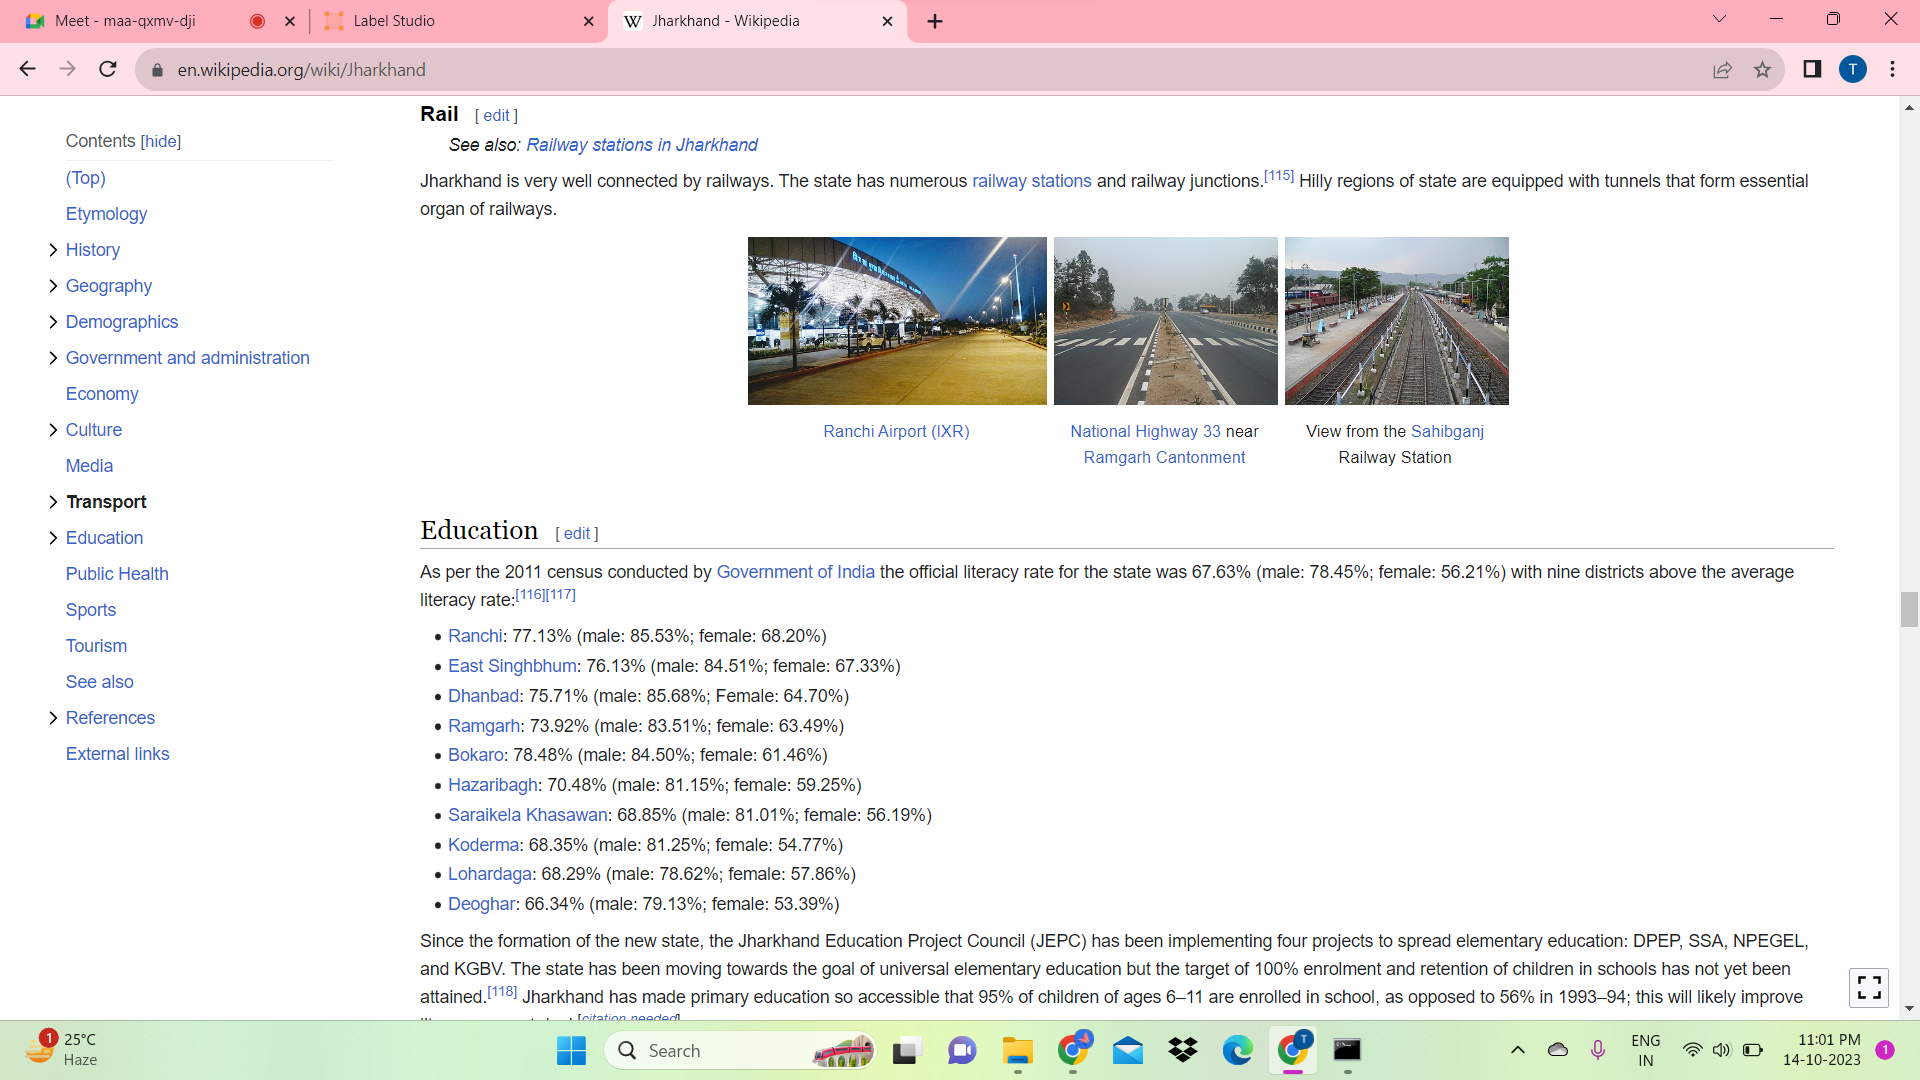 Meet - maa-qxmv-dji
Label Studio
Jharkhand - Wikipedia
en.wikipedia.org/wiki/Jharkhand
T
Contents [hide]
(Top)
Etymology
History
Geography
Demographics
Government and administration
Economy
Culture
Media
Transport
Education
Public Health
Sports
Tourism
See also
References
External links
Rail [ edit ]
See also: Railway stations in Jharkhand
Jharkhand is very well connected by railways. The state has numerous railway stations and railway junctions.[115] Hilly regions of state are equipped with tunnels that form essential
organ of railways.
Ranchi Airport (IXR)
National Highway 33 near
Ramgarh Cantonment
View from the Sahibganj
Railway Station
Education [ edit ]
As per the 2011 census conducted by Government of India the official literacy rate for the state was 67.63% (male: 78.45%; female: 56.21%) with nine districts above the average
literacy rate:[116][117]
• Ranchi: 77.13% (male: 85.53%; female: 68.20%)
• East Singhbhum: 76.13% (male: 84.51%; female: 67.33%)
• Dhanbad: 75.71% (male: 85.68%; Female: 64.70%)
• Ramgarh: 73.92% (male: 83.51%; female: 63.49%)
• Bokaro: 78.48% (male: 84.50%; female: 61.46%)
• Hazaribagh: 70.48% (male: 81.15%; female: 59.25%)
• Saraikela Khasawan: 68.85% (male: 81.01%; female: 56.19%)
• Koderma: 68.35% (male: 81.25%; female: 54.77%)
• Lohardaga: 68.29% (male: 78.62%; female: 57.86%)
• Deoghar: 66.34% (male: 79.13%; female: 53.39%)
Since the formation of the new state, the Jharkhand Education Project Council (JEPC) has been implementing four projects to spread elementary education: DPEP, SSA, NPEGEL,
and KGBV. The state has been moving towards the goal of universal elementary education but the target of 100% enrolment and retention of children in schools has not yet been
attained.[118] Jharkhand has made primary education so accessible that 95% of children of ages 6–11 are enrolled in school, as opposed to 56% in 1993–94; this will likely improve
[citation needed]
1
25°C
Haze
Search
T
ENG
IN
11:01 PM
14-10-2023
1